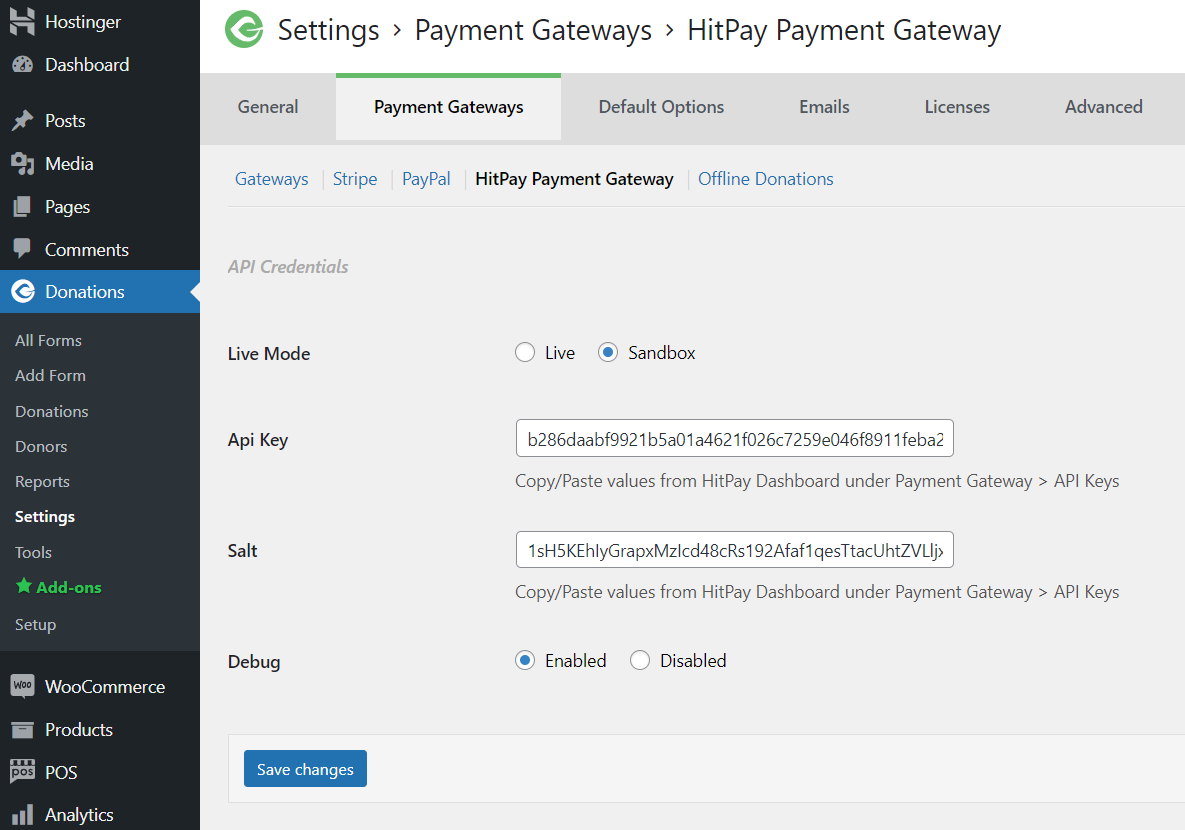 Hostinger
Dashboard
Posts
Media
Pages
Comments
Donations
All Forms
Add Form
Donations
Donors
Reports
Settings
Tools
Add-ons
Setup
Woo WooCommerce
Products
POS POS
Analytics
Settings › Payment Gateways › HitPay Payment Gateway
General Payment Gateways Default Options Emails Licenses Advanced
Gateways | Stripe | PayPal | HitPay Payment Gateway | Offline Donations
API Credentials
Live Mode Live Sandbox
Api Key b286daabf9921b5a01a4621f026c7259e046f8911feba2
Copy/Paste values from HitPay Dashboard under Payment Gateway > API Keys
Salt
Copy/Paste values from HitPay Dashboard under Payment Gateway > API Keys
Debug Enabled Disabled
Save changes